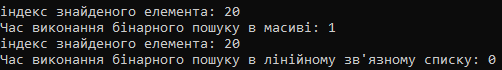 індекс знайденого елемента: 20
Час виконання бінарного пошуку в масиві: 1
індекс знайденого елемента: 20
Час виконання бінарного пошуку в лінійному зв'язному списку: 0